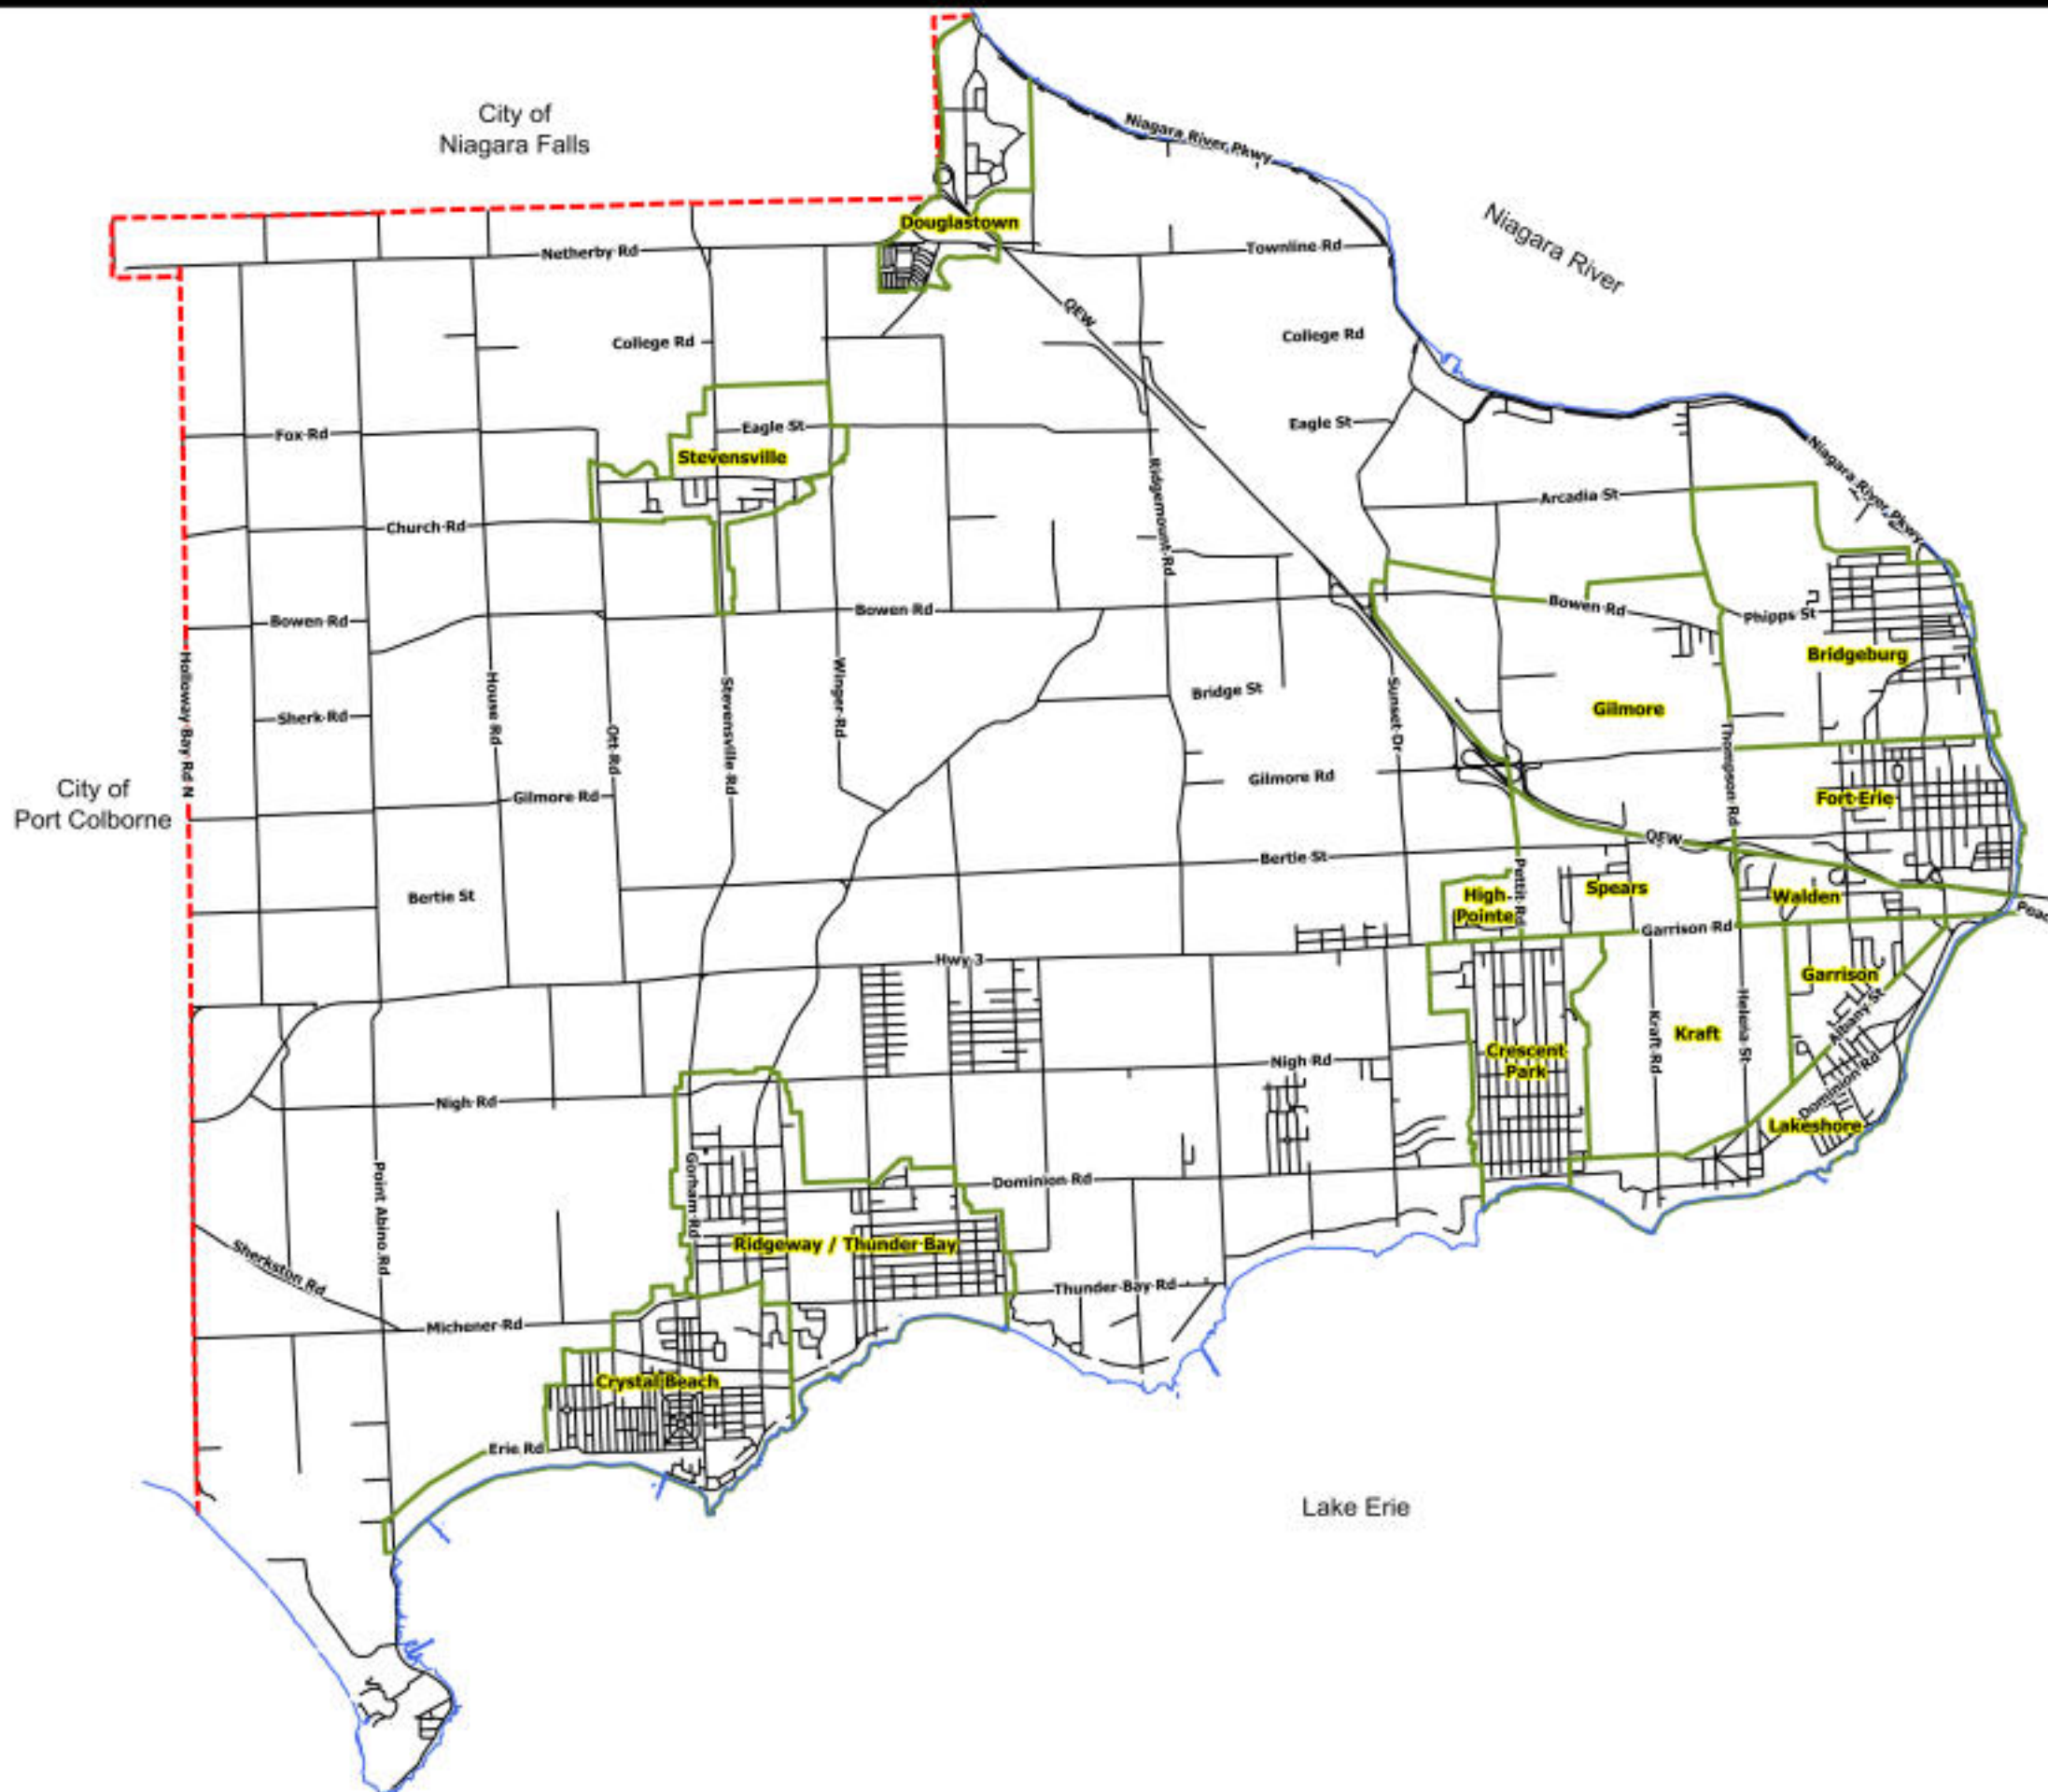 City of
Niagara Falls
Niagara River Pkwy
Niagara River
Douglastown
Netherby Rd
Townline Rd
QEW
College Rd
College Rd
Fox Rd
Eagle St
Eagle St
Stevensville
Niagara River Pkwy
Ridgemount Rd
Arcadia St
Church Rd
Bowen Rd
Bowen Rd
Bowen Rd
Phipps St
Bridgeburg
Holloway Bay Rd N
House Rd
Ott Rd
Stevensville Rd
Winger Rd
Bridge St
Sunset Dr
Gilmore
Sherk Rd
Thompson Rd
City of
Port Colborne
Gilmore Rd
Gilmore Rd
Fort Erie
QEW
Bertie St
Bertie St
High
Pointe
Pettit Rd
Spears
Walden
Peac
Garrison Rd
Hwy 3
Garrison
Albany St
Kraft Rd
Kraft
Helena St
Crescent
Park
Nigh Rd
Nigh Rd
Dominion Rd
Lakeshore
Point Abino Rd
Gorham Rd
Dominion Rd
Ridgeway / Thunder Bay
Sherkston Rd
Thunder Bay Rd
Michener Rd
Crystal Beach
Erie Rd
Lake Erie